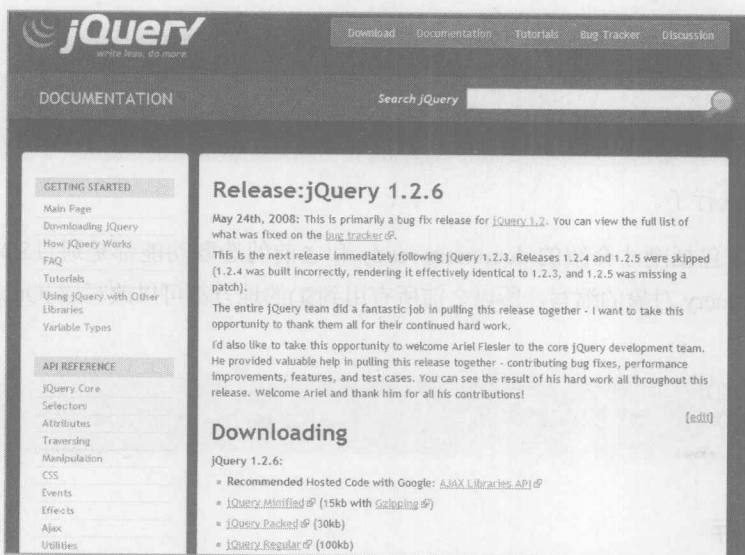 jQuery
write less, do more.
Download Documentation Tutorials Bug Tracker Discussion
DOCUMENTATION
Search jQuery
GETTING STARTED
Main Page
Downloading jQuery
How jQuery Works
FAQ
Tutorials
Using jQuery with Other
Libraries
Variable Types
API REFERENCE
jQuery Core
Selectors
Attributes
Traversing
Manipulation
CSS
Events
Effects
Ajax
Utilities
Release:jQuery 1.2.6
May 24th, 2008: This is primarily a bug fix release for jQuery 1.2. You can view the full list of
what was fixed on the bug tracker.
This is the next release immediately following jQuery 1.2.3. Releases 1.2.4 and 1.2.5 were skipped
(1.2.4 was built incorrectly, rendering it effectively identical to 1.2.3, and 1.2.5 was missing a
patch).
The entire jQuery team did a fantastic job in pulling this release together - I want to take this
opportunity to thank them all for their continued hard work.
I'd also like to take this opportunity to welcome Ariel Flesler to the core jQuery development team.
He provided valuable help in pulling this release together - contributing bug fixes, performance
improvements, features, and test cases. You can see the result of his hard work all throughout this
release. Welcome Ariel and thank him for all his contributions!
[edit]
Downloading
jQuery 1.2.6:
Recommended Hosted Code with Google: AJAX Libraries API
jQuery Minified (15kb with Gzipping)
jQuery Packed (30kb)
jQuery Regular (100kb)